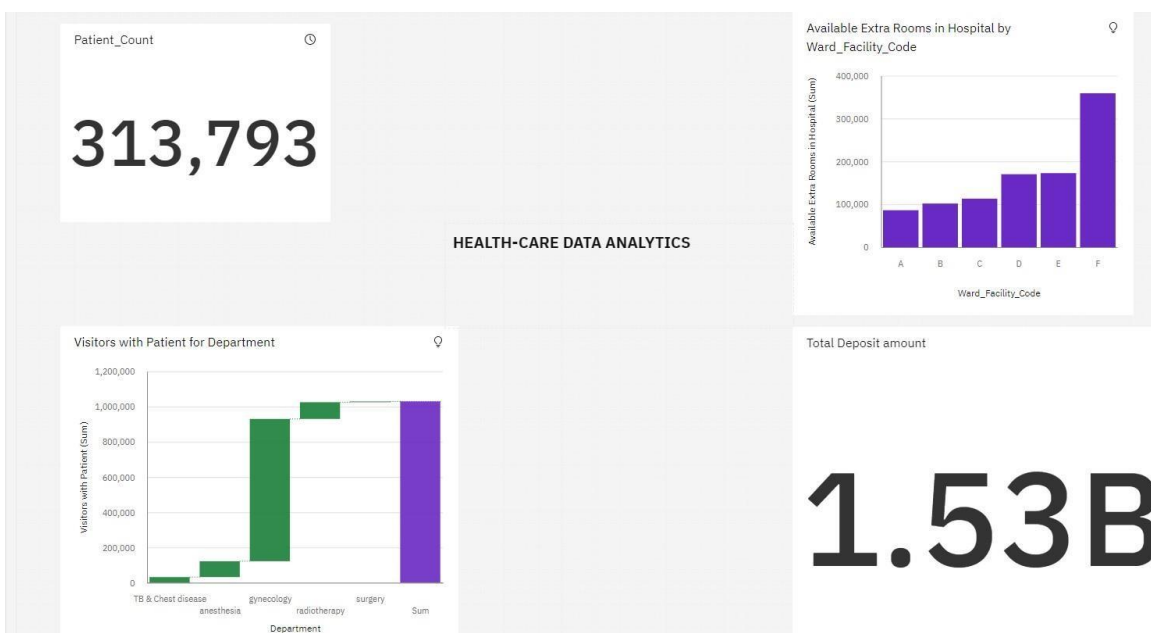 Patient_Count
313,793
Available Extra Rooms in Hospital by
Ward_Facility_Code
Available Extra Rooms in Hospital (Sum)
400,000
300,000
200,000
100,000
0
A B C D E F
Ward_Facility_Code
HEALTH-CARE DATA ANALYTICS
Visitors with Patient for Department
Visitors with Patient (Sum)
1,200,000
1,000,000
800,000
600,000
400,000
200,000
0
TB & Chest disease gynecology surgery
anesthesia radiotherapy Sum
Department
Total Deposit amount
1.53B